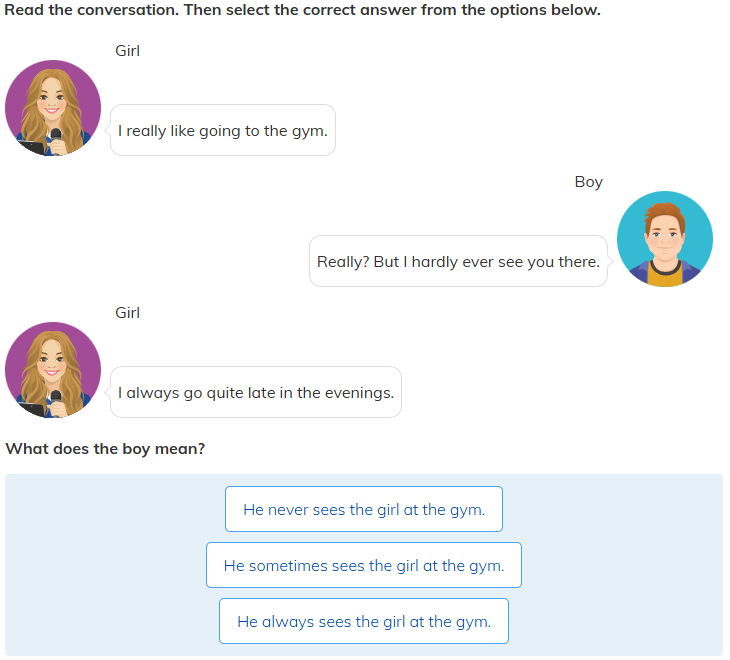 Read the conversation. Then select the correct answer from the options below.
Girl
I really like going to the gym.
Boy
Really? But I hardly ever see you there.
Girl
I always go quite late in the evenings.
What does the boy mean?
He never sees the girl at the gym.
He sometimes sees the girl at the gym.
He always sees the girl at the gym.